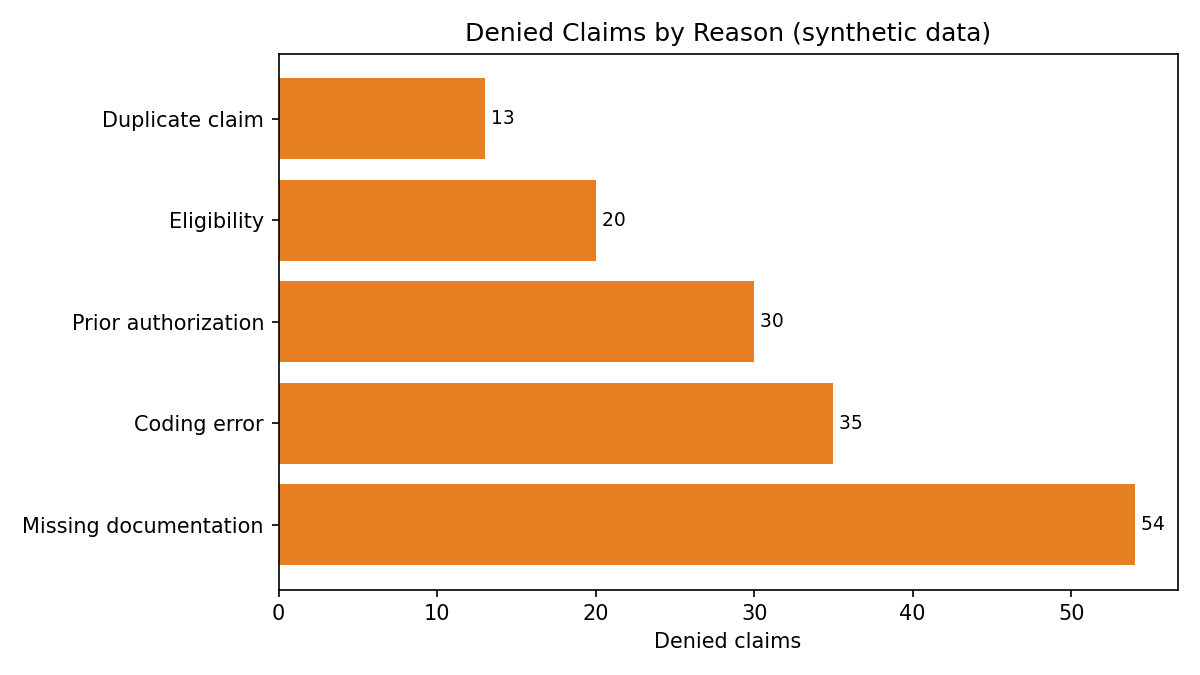 Denied Claims by Reason (synthetic data)
Duplicate claim 13
Eligibility 20
Prior authorization 30
Coding error 35
Missing documentation 54
0 10 20 30 40 50
Denied claims